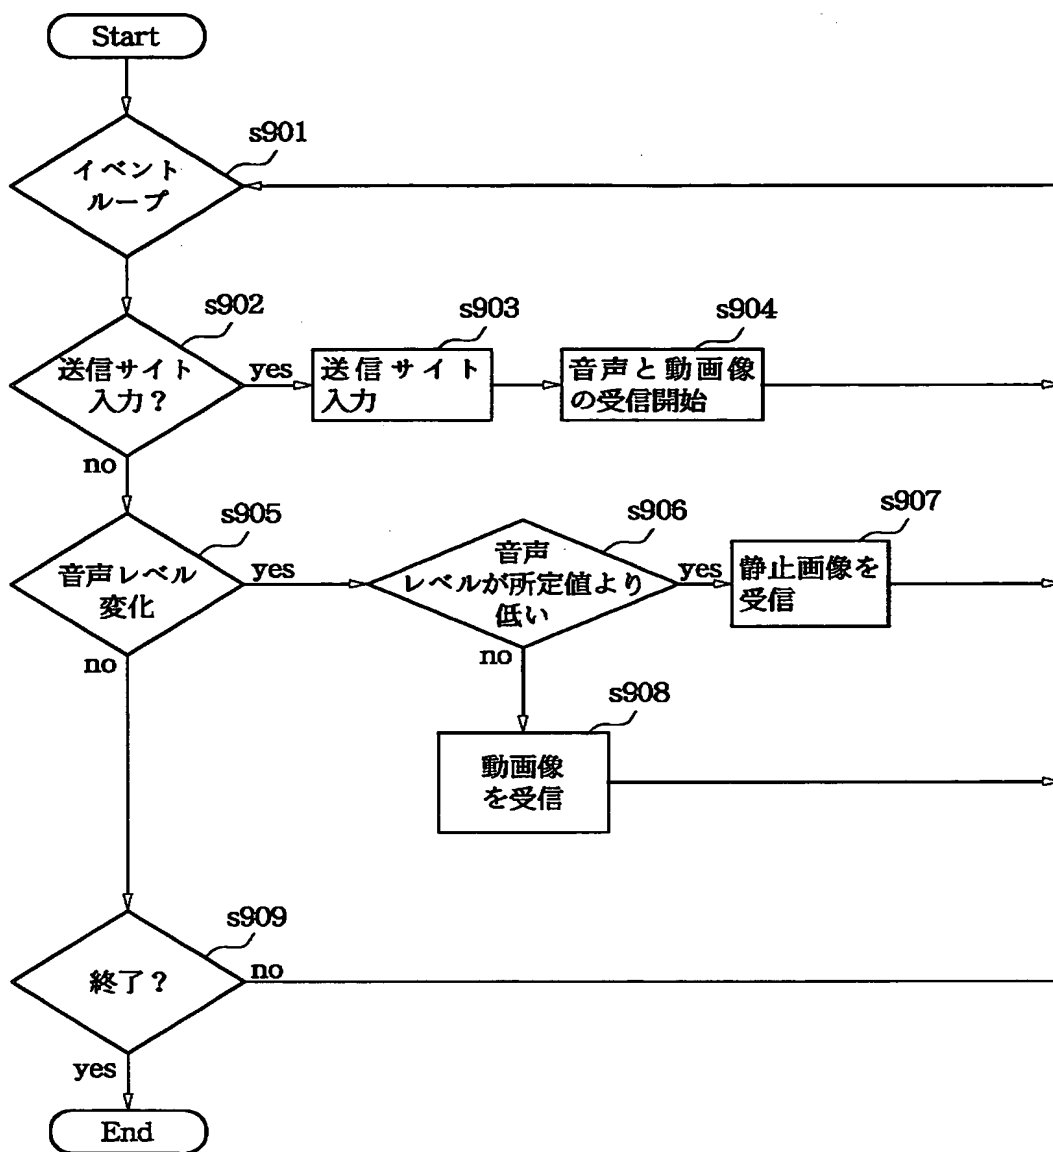 Start
s901
イベント
ループ
s902
送信サイト
入力？
yes
s903
送信サイト
入力
s904
音声と動画像
の受信開始
no
s905
音声レベル
変化
yes
s906
音声
レベルが所定値より
低い
yes
s907
静止画像を
受信
no
no
s908
動画像
を受信
s909
終了？
no
yes
End